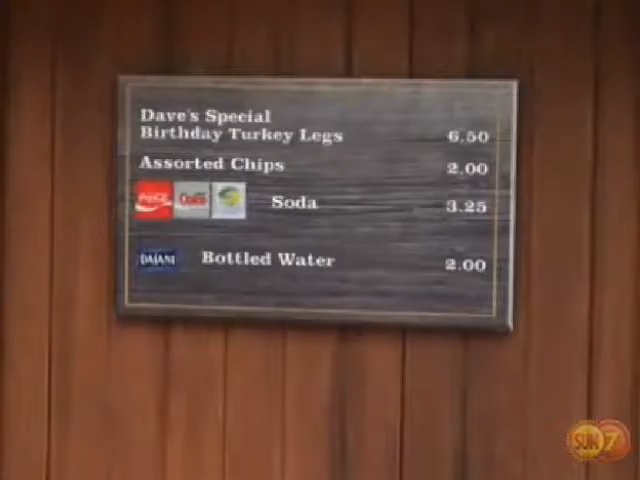 Dave's Special
Birthday Turkey Legs 6.50
Assorted Chips 2.00
Coca-Cola Coke Soda 3.25
DASANI Bottled Water 2.00
SUN 7